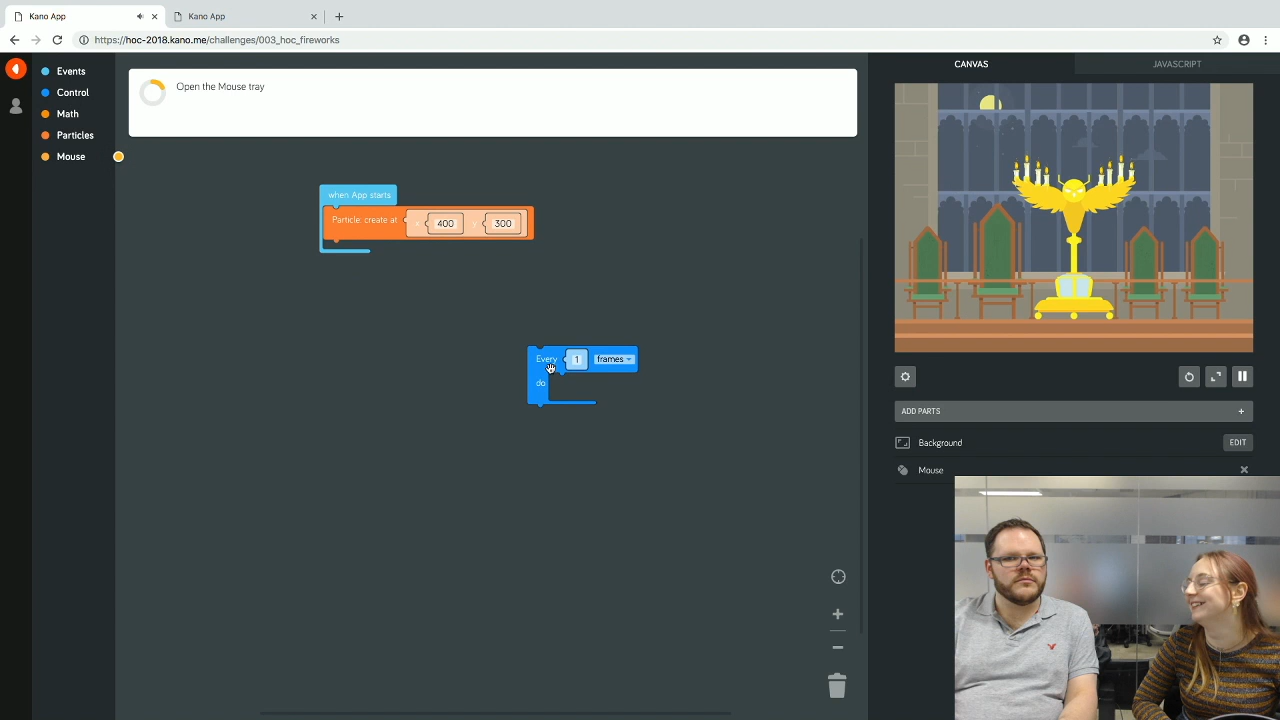 Kano App
Kano App
https://hoc-2018.kano.me/challenges/003_hoc_fireworks
Events
Control
Math
Particles
Mouse
Open the Mouse tray
when App starts
Particle: create at x 400 y 300
Every 1 frames
do
CANVAS
JAVASCRIPT
ADD PARTS
Background
EDIT
Mouse